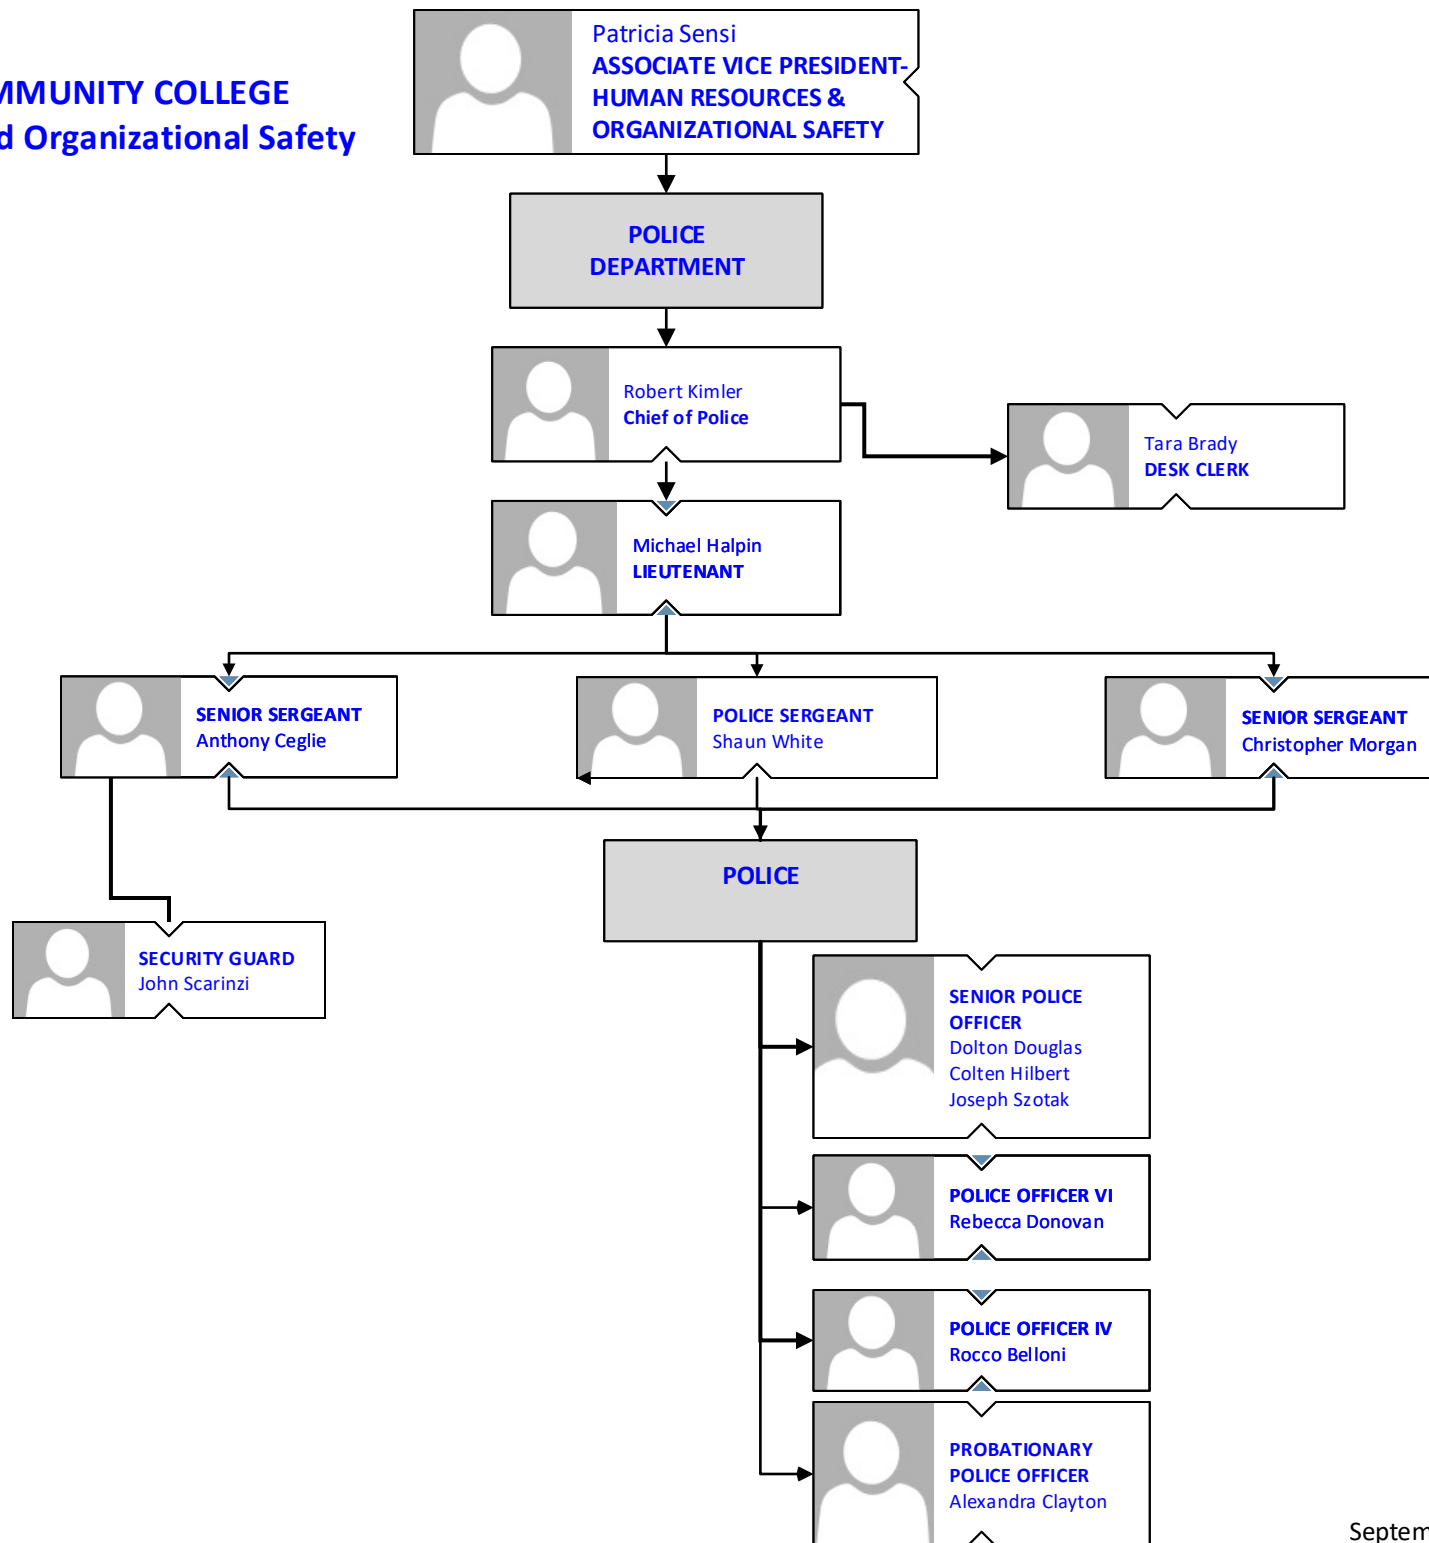 Patricia Sensi
ASSOCIATE VICE PRESIDENT-
HUMAN RESOURCES &
ORGANIZATIONAL SAFETY
MMUNITY COLLEGE
d Organizational Safety
POLICE
DEPARTMENT
Robert Kimler
Chief of Police
Tara Brady
DESK CLERK
Michael Halpin
LIEUTENANT
SENIOR SERGEANT
Anthony Ceglie
POLICE SERGEANT
Shaun White
SENIOR SERGEANT
Christopher Morgan
POLICE
SECURITY GUARD
John Scarinzi
SENIOR POLICE
OFFICER
Dolton Douglas
Colten Hilbert
Joseph Szotak
POLICE OFFICER VI
Rebecca Donovan
POLICE OFFICER IV
Rocco Belloni
PROBATIONARY
POLICE OFFICER
Alexandra Clayton
Septem